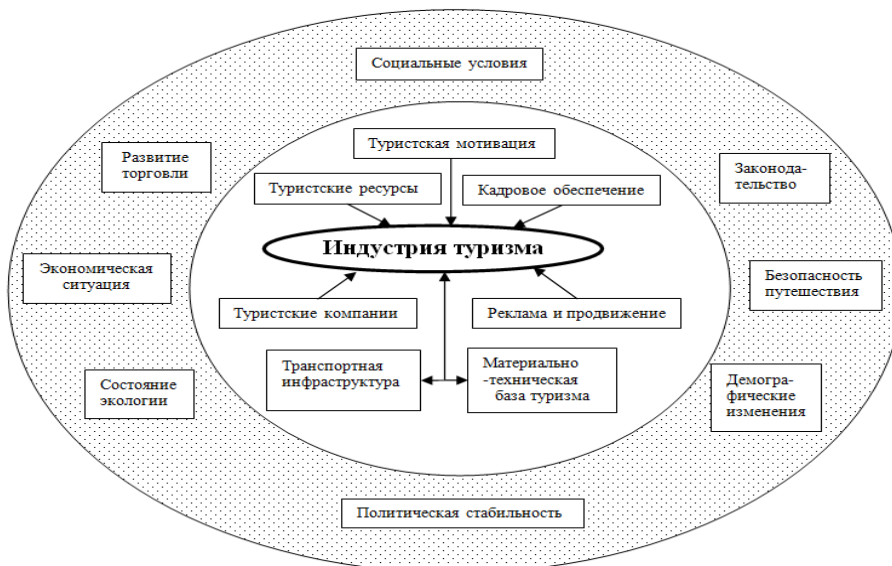 Социальные условия
Туристская мотивация
Развитие
торговли
Законода-
тельство
Туристские ресурсы
Кадровое обеспечение
Индустрия туризма
Экономическая
ситуация
Безопасность
путешествия
Туристские компании
Реклама и продвижение
Транспортная
инфраструктура
Материально
-техническая
база туризма
Состояние
экологии
Демогра-
фические
изменения
Политическая стабильность